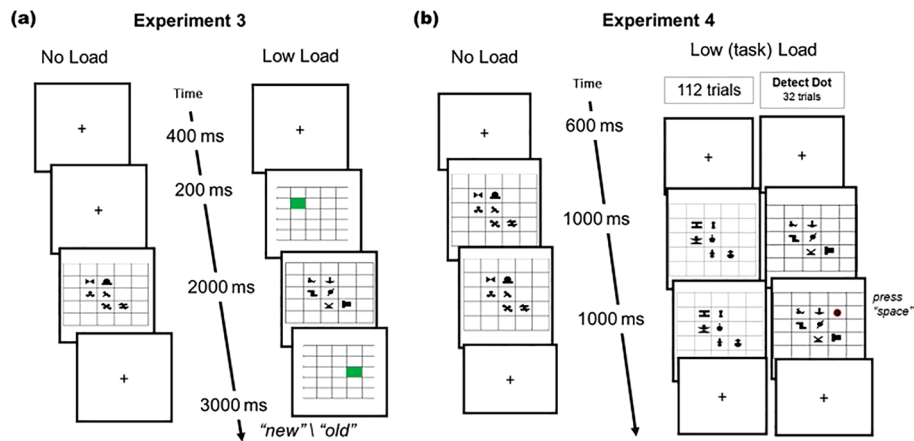 (a)
Experiment 3
No Load
Low Load
Time
400 ms
200 ms
2000 ms
3000 ms
"new" \ "old"
(b)
Experiment 4
No Load
Low (task) Load
Time
112 trials
Detect Dot
32 trials
600 ms
1000 ms
1000 ms
press
"space"